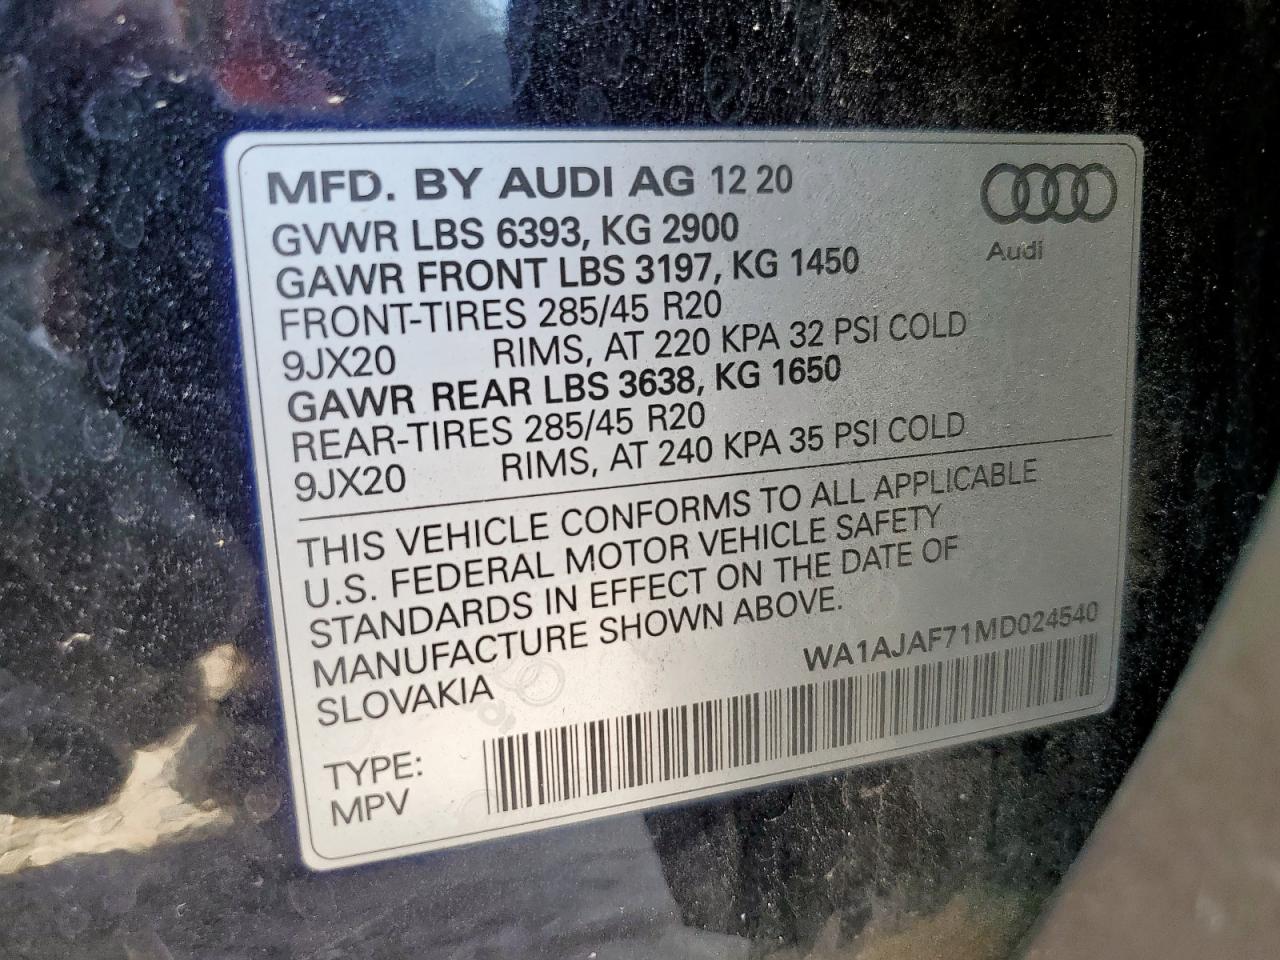 MFD. BY AUDI AG 12 20
GVWR LBS 6393, KG 2900
GAWR FRONT LBS 3197, KG 1450
FRONT-TIRES 285/45 R20
9JX20 RIMS, AT 220 KPA 32 PSI COLD
GAWR REAR LBS 3638, KG 1650
REAR-TIRES 285/45 R20
9JX20 RIMS, AT 240 KPA 35 PSI COLD
Audi
THIS VEHICLE CONFORMS TO ALL APPLICABLE
U.S. FEDERAL MOTOR VEHICLE SAFETY
STANDARDS IN EFFECT ON THE DATE OF
MANUFACTURE SHOWN ABOVE.
SLOVAKIA
WA1AJAF71MD024540
TYPE:
MPV